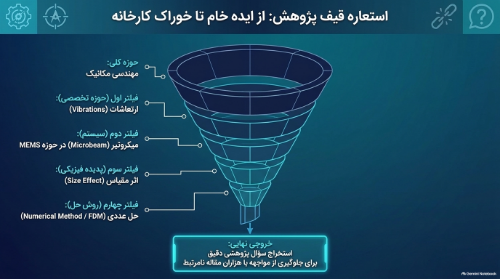 استعاره قیف پژوهش: از ایده خام تا خوراک کارخانه
حوزه کلی:
مهندسی مکانیک
فیلتر اول (حوزه تخصصی):
ارتعاشات (Vibrations)
فیلتر دوم (سیستم):
میکروتیر (Microbeam) در حوزه MEMS
فیلتر سوم (پدیده فیزیکی):
اثر مقیاس (Size Effect)
فیلتر چهارم (روش حل):
حل عددی (Numerical Method / FDM)
خروجی نهایی:
استخراج سؤال پژوهشی دقیق
برای جلوگیری از مواجهه با هزاران مقاله نامرتبط